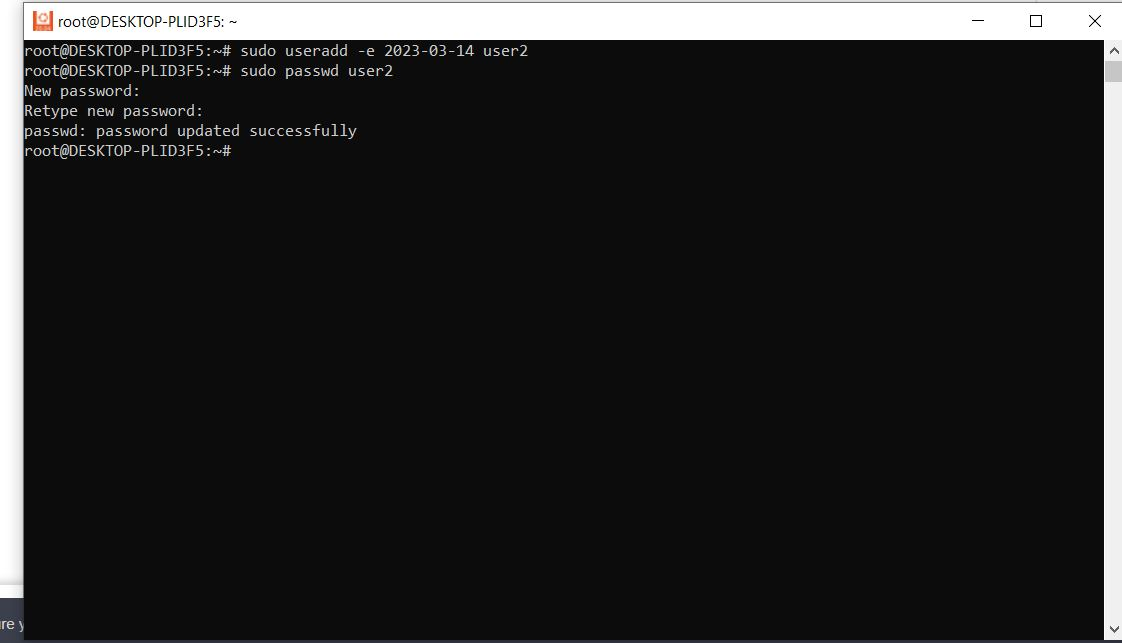 root@DESKTOP-PLID3F5: ~
root@DESKTOP-PLID3F5:~# sudo useradd -e 2023-03-14 user2
root@DESKTOP-PLID3F5:~# sudo passwd user2
New password:
Retype new password:
passwd: password updated successfully
root@DESKTOP-PLID3F5:~#